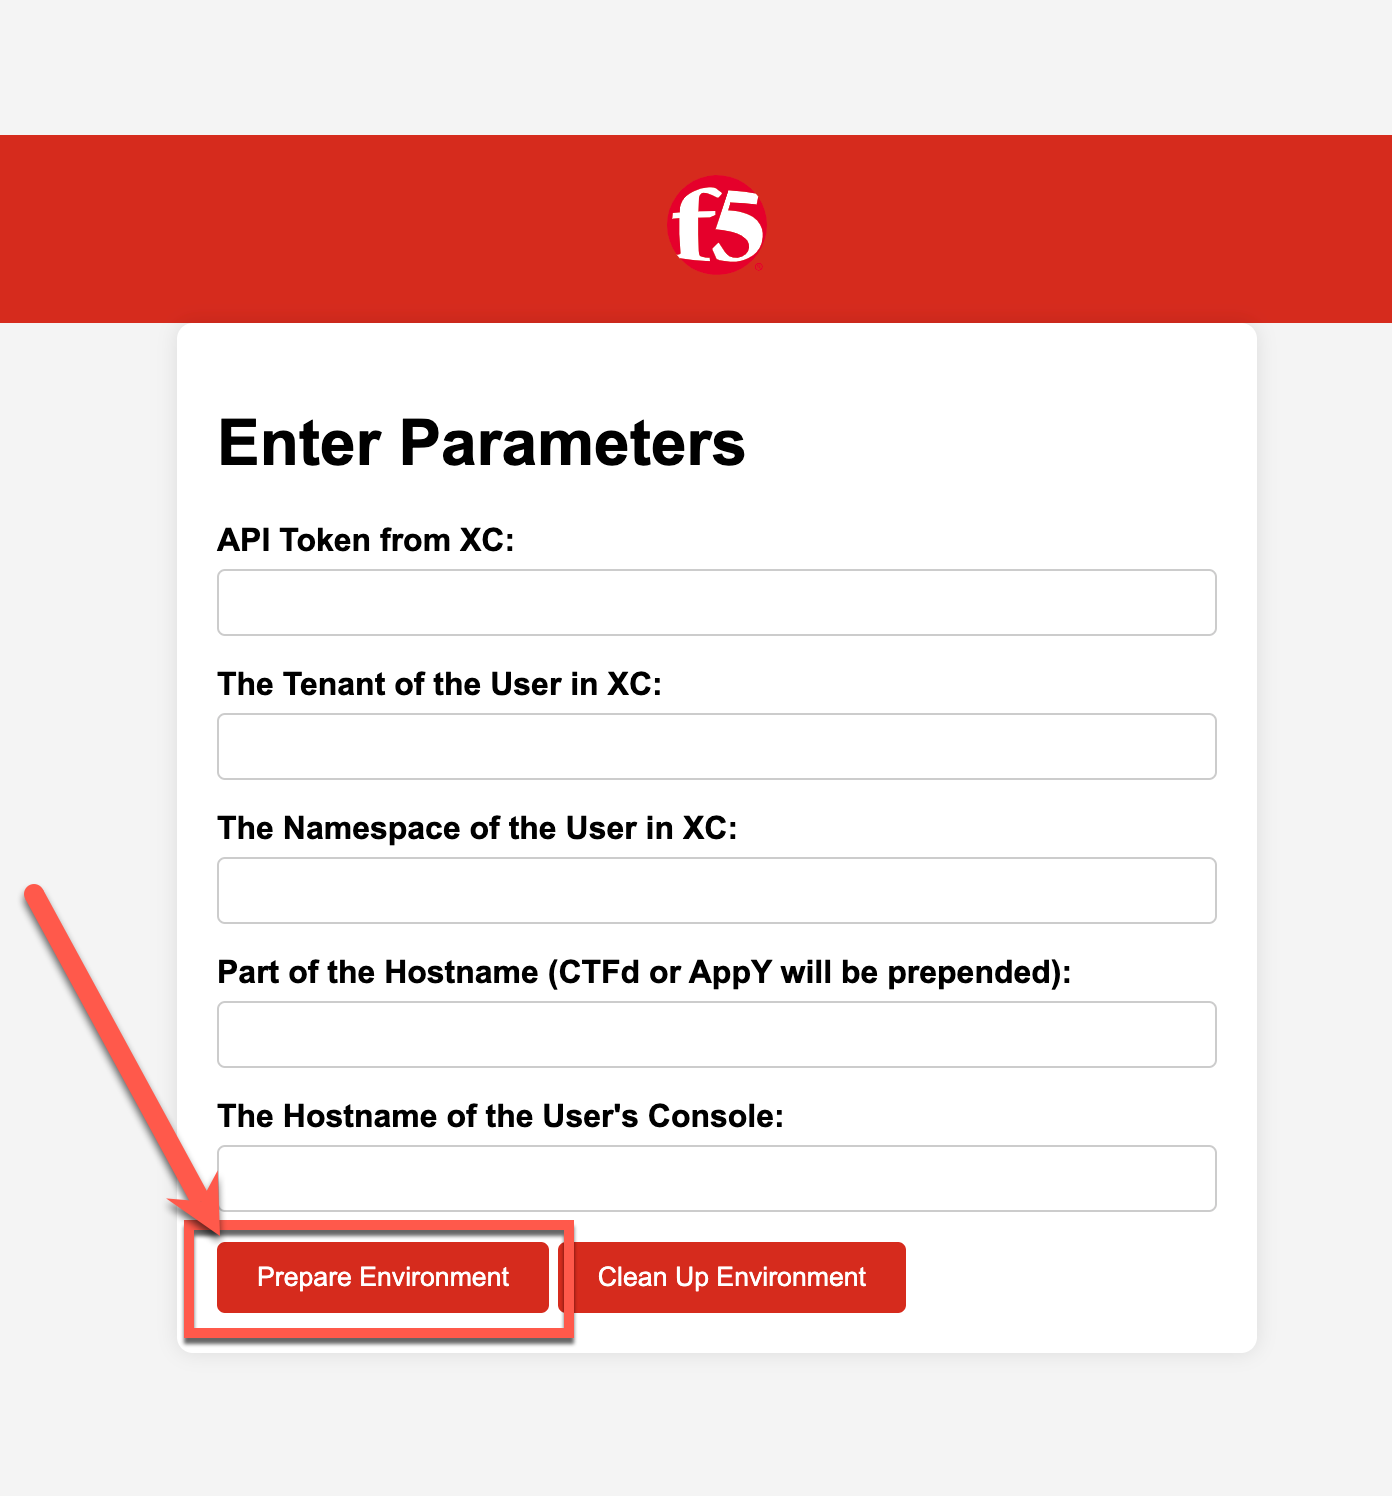 f5
Enter Parameters
API Token from XC:
The Tenant of the User in XC:
The Namespace of the User in XC:
Part of the Hostname (CTFd or AppY will be prepended):
The Hostname of the User's Console:
Prepare Environment
Clean Up Environment